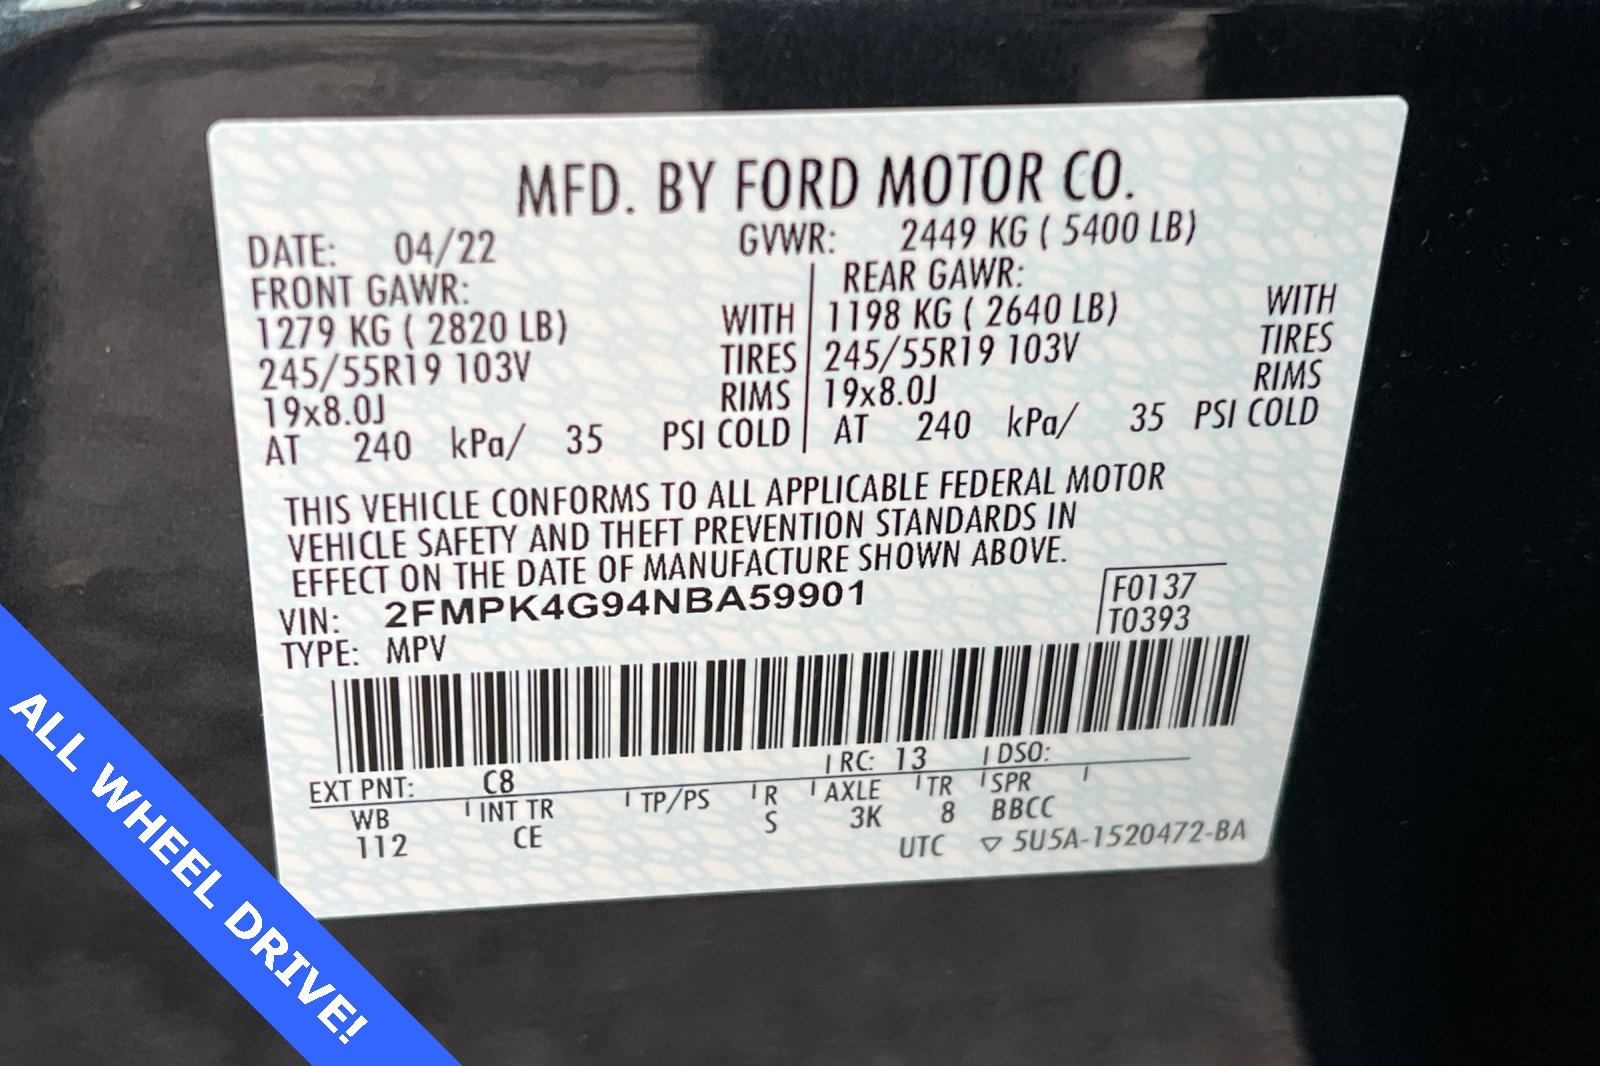 MFD. BY FORD MOTOR CO.
DATE: 04/22 GVWR: 2449 KG ( 5400 LB)
FRONT GAWR: REAR GAWR:
1279 KG ( 2820 LB) WITH 1198 KG ( 2640 LB) WITH
245/55R19 103V TIRES 245/55R19 103V TIRES
19x8.0J RIMS 19x8.0J RIMS
AT 240 kPa/ 35 PSI COLD AT 240 kPa/ 35 PSI COLD
THIS VEHICLE CONFORMS TO ALL APPLICABLE FEDERAL MOTOR
VEHICLE SAFETY AND THEFT PREVENTION STANDARDS IN
EFFECT ON THE DATE OF MANUFACTURE SHOWN ABOVE.
VIN: 2FMPK4G94NBA59901 F0137
TYPE: MPV T0393
EXT PNT: C8 RC: 13 DSO:
WB INT TR TP/PS R AXLE TR SPR
112 CE S 3K 8 BBCC
UTC ▽ 5U5A-1520472-BA
ALL WHEEL DRIVE!